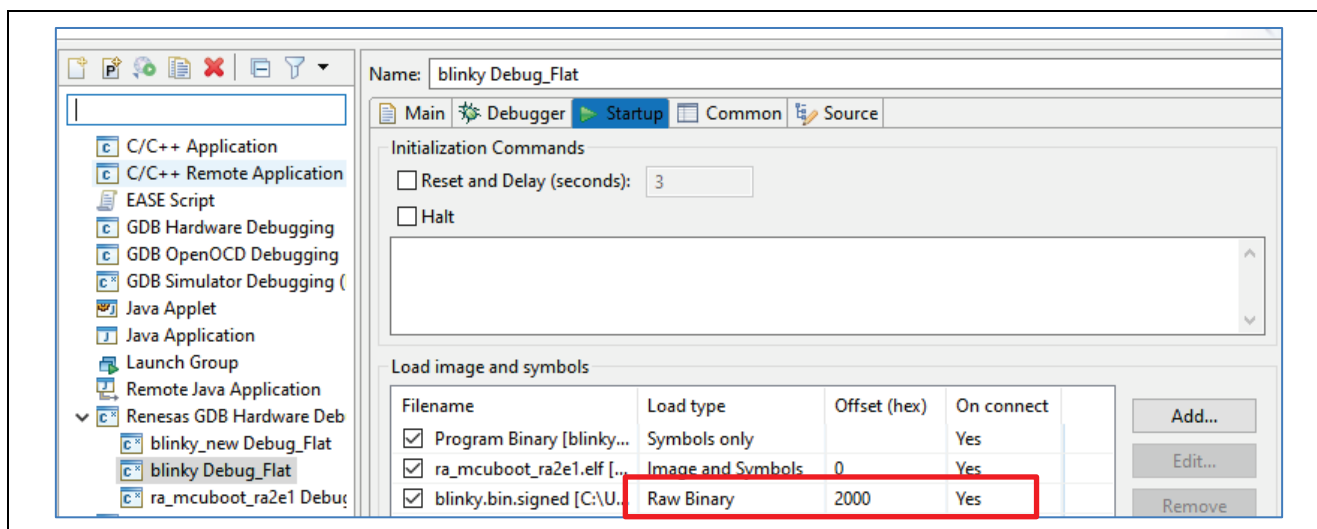 Name: blinky Debug_Flat
Main Debugger Startup Common Source
C/C++ Application
C/C++ Remote Application
EASE Script
GDB Hardware Debugging
GDB OpenOCD Debugging
GDB Simulator Debugging (
Java Applet
Java Application
Launch Group
Remote Java Application
Renesas GDB Hardware Deb
blinky_new Debug_Flat
blinky Debug_Flat
ra_mcuboot_ra2e1 Debug
Initialization Commands
Reset and Delay (seconds): 3
Halt
Load image and symbols
Filename Load type Offset (hex) On connect
Program Binary [blinky... Symbols only Yes
ra_mcuboot_ra2e1.elf [... Image and Symbols 0 Yes
blinky.bin.signed [C:\U... Raw Binary 2000 Yes
Add...
Edit...
Remove